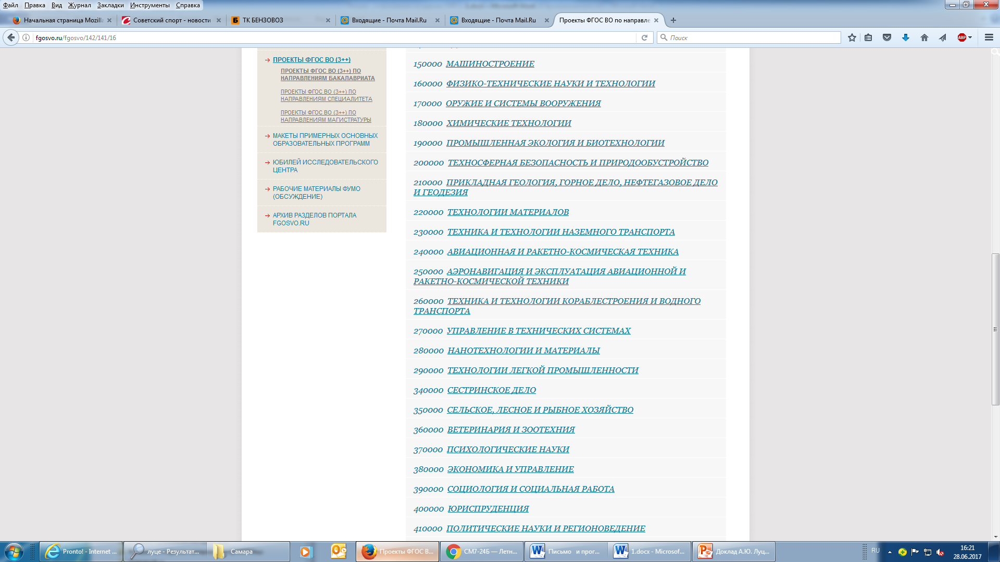 Файл Правка Вид Журнал Закладки Инструменты Справка
Начальная страница Mozilla
Советский спорт - новости
ТК БЕНЗОВОЗ
Входящие - Почта Mail.Ru
Входящие - Почта Mail.Ru
Проекты ФГОС ВО по направле
fgosvo.ru/fgosvo/142/141/16
Поиск
ABP
ПРОЕКТЫ ФГОС ВО (3++)
ПРОЕКТЫ ФГОС ВО (3++) ПО
НАПРАВЛЕНИЯМ БАКАЛАВРИАТА
ПРОЕКТЫ ФГОС ВО (3++) ПО
НАПРАВЛЕНИЯМ СПЕЦИАЛИТЕТА
ПРОЕКТЫ ФГОС ВО (3++) ПО
НАПРАВЛЕНИЯМ МАГИСТРАТУРЫ
МАКЕТЫ ПРИМЕРНЫХ ОСНОВНЫХ
ОБРАЗОВАТЕЛЬНЫХ ПРОГРАММ
ЮБИЛЕЙ ИССЛЕДОВАТЕЛЬСКОГО
ЦЕНТРА
РАБОЧИЕ МАТЕРИАЛЫ ФУМО
(ОБСУЖДЕНИЕ)
АРХИВ РАЗДЕЛОВ ПОРТАЛА
FGOSVO.RU
150000 МАШИНОСТРОЕНИЕ
160000 ФИЗИКО-ТЕХНИЧЕСКИЕ НАУКИ И ТЕХНОЛОГИИ
170000 ОРУЖИЕ И СИСТЕМЫ ВООРУЖЕНИЯ
180000 ХИМИЧЕСКИЕ ТЕХНОЛОГИИ
190000 ПРОМЫШЛЕННАЯ ЭКОЛОГИЯ И БИОТЕХНОЛОГИИ
200000 ТЕХНОСФЕРНАЯ БЕЗОПАСНОСТЬ И ПРИРОДООБУСТРОЙСТВО
210000 ПРИКЛАДНАЯ ГЕОЛОГИЯ, ГОРНОЕ ДЕЛО, НЕФТЕГАЗОВОЕ ДЕЛО
И ГЕОДЕЗИЯ
220000 ТЕХНОЛОГИИ МАТЕРИАЛОВ
230000 ТЕХНИКА И ТЕХНОЛОГИИ НАЗЕМНОГО ТРАНСПОРТА
240000 АВИАЦИОННАЯ И РАКЕТНО-КОСМИЧЕСКАЯ ТЕХНИКА
250000 АЭРОНАВИГАЦИЯ И ЭКСПЛУАТАЦИЯ АВИАЦИОННОЙ И
РАКЕТНО-КОСМИЧЕСКОЙ ТЕХНИКИ
260000 ТЕХНИКА И ТЕХНОЛОГИИ КОРАБЛЕСТРОЕНИЯ И ВОДНОГО
ТРАНСПОРТА
270000 УПРАВЛЕНИЕ В ТЕХНИЧЕСКИХ СИСТЕМАХ
280000 НАНОТЕХНОЛОГИИ И МАТЕРИАЛЫ
290000 ТЕХНОЛОГИИ ЛЕГКОЙ ПРОМЫШЛЕННОСТИ
340000 СЕСТРИНСКОЕ ДЕЛО
350000 СЕЛЬСКОЕ, ЛЕСНОЕ И РЫБНОЕ ХОЗЯЙСТВО
360000 ВЕТЕРИНАРИЯ И ЗООТЕХНИЯ
370000 ПСИХОЛОГИЧЕСКИЕ НАУКИ
380000 ЭКОНОМИКА И УПРАВЛЕНИЕ
390000 СОЦИОЛОГИЯ И СОЦИАЛЬНАЯ РАБОТА
400000 ЮРИСПРУДЕНЦИЯ
410000 ПОЛИТИЧЕСКИЕ НАУКИ И РЕГИОНОВЕДЕНИЕ
Pronto! - Internet ...
луце - Результат...
Самара
Проекты ФГОС В...
СМ7-24Б — Летн...
Письмо и прог...
1.docx - Microsof...
Доклад А.Ю. Луц...
RU
16:21
28.06.2017